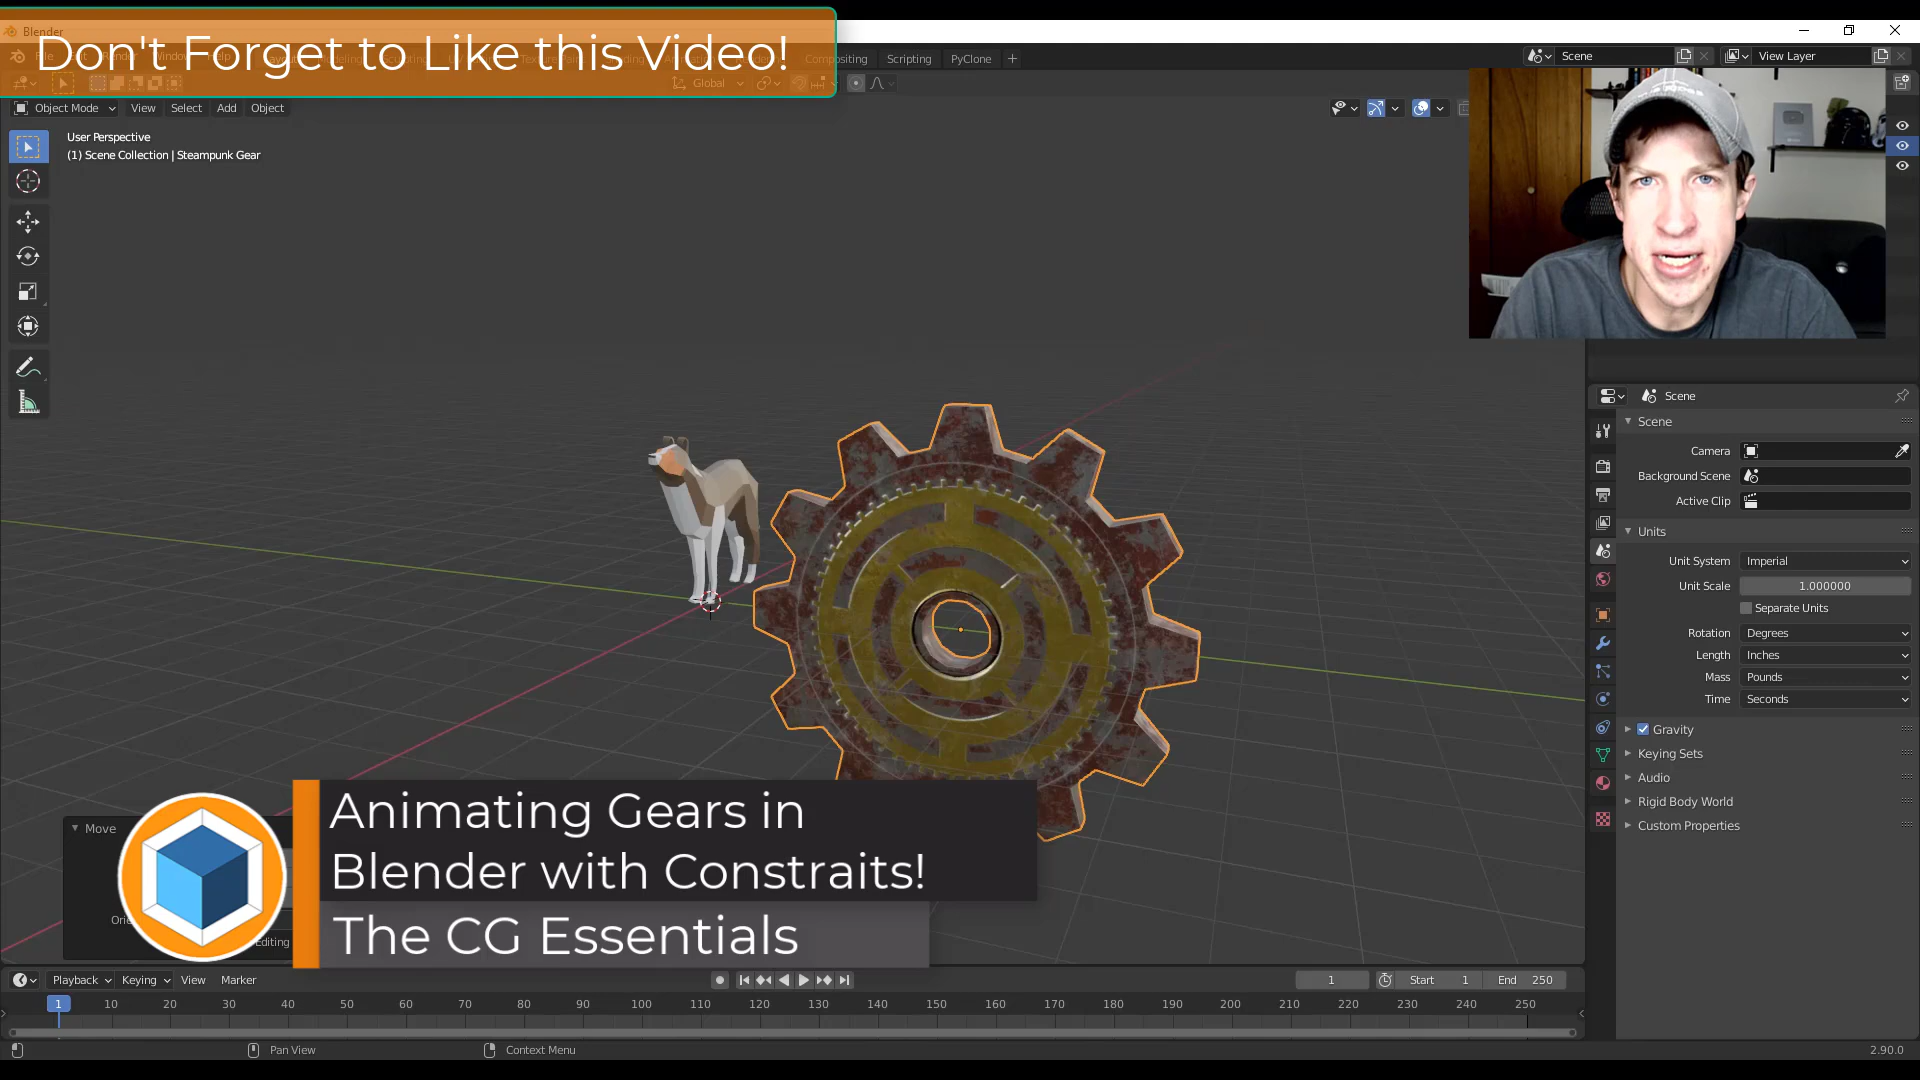 Blender
Don't Forget to Like this Video!
Compositing
Scripting
PyClone
+
Scene
View Layer
Global
Object Mode
View
Select
Add
Object
User Perspective
(1) Scene Collection | Steampunk Gear
Scene
Scene
Camera
Background Scene
Active Clip
Units
Unit System
Imperial
Unit Scale
1.000000
Separate Units
Rotation
Degrees
Length
Inches
Mass
Pounds
Time
Seconds
Gravity
Keying Sets
Audio
Rigid Body World
Custom Properties
Move
Animating Gears in
Blender with Constraits!
The CG Essentials
Editing
Playback
Keying
View
Marker
1
Start 1
End 250
1 10 20 30 40 50 60 70 80 90 100 110 120 130 140 150 160 170 180 190 200 210 220 230 240 250
Pan View
Context Menu
2.90.0